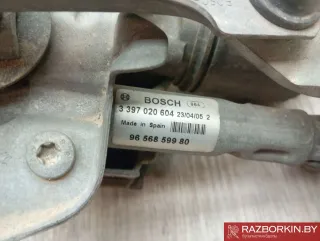 BOSCH
3 397 020 604 23/04/05 2
Made in Spain
96 568 599 80
RAZBORKIN.BY